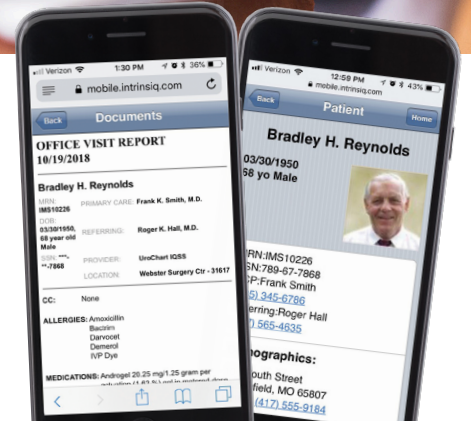 Verizon 1:30 PM 36%
mobile.intrinsiq.com
Back Documents
OFFICE VISIT REPORT
10/19/2018
Bradley H. Reynolds
MRN:
IMS10226
PRIMARY CARE: Frank K. Smith, M.D.
DOB:
03/30/1950,
68 year old
Male
REFERRING: Roger K. Hall, M.D.
SSN: ***-
**-7868
PROVIDER: UroChart IQSS
LOCATION: Webster Surgery Ctr - 31617
CC: None
ALLERGIES: Amoxicillin
Bactrim
Darvocet
Demerol
IVP Dye
MEDICATIONS: Androgel 20.25 mg/1.25 gram per
Verizon 12:59 PM 43%
mobile.intrinsiq.com
Back Patient Home
Bradley H. Reynolds
03/30/1950
68 yo Male
RN:IMS10226
SN:789-67-7868
CP:Frank Smith
5) 345-6786
erring:Roger Hall
7) 565-4635
ographics:
outh Street
field, MO 65807
(417) 555-9184